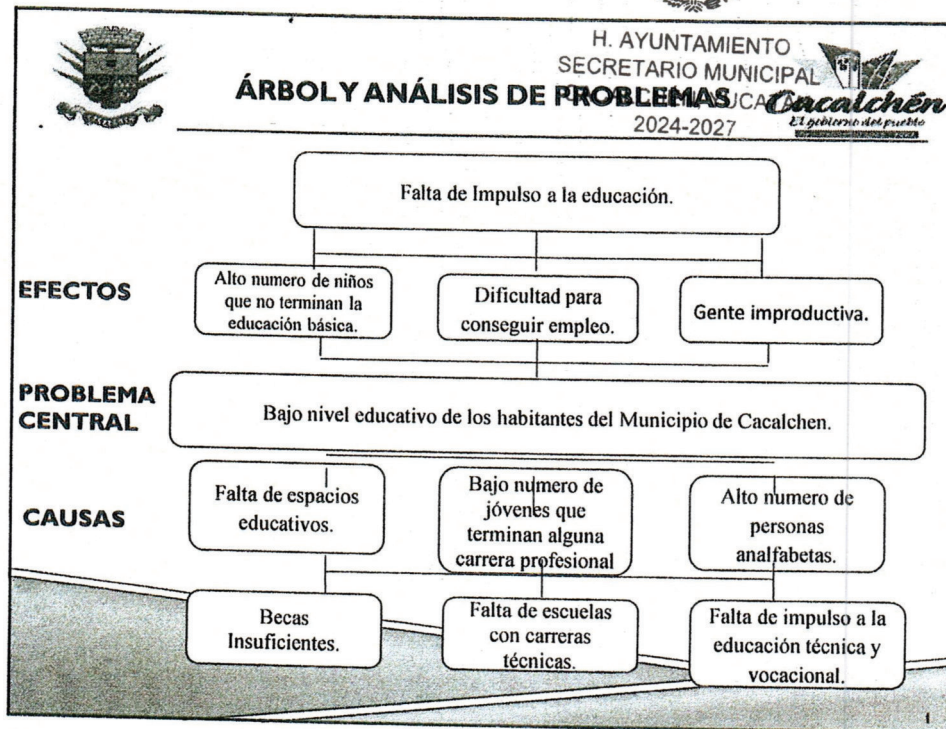 H. AYUNTAMIENTO
SECRETARIO MUNICIPAL
2024-2027
Cacalchén
El gobierno del pueblo
ÁRBOL Y ANÁLISIS DE PROBLEMAS
Falta de Impulso a la educación.
EFECTOS
Alto numero de niños
que no terminan la
educación básica.
Dificultad para
conseguir empleo.
Gente improductiva.
PROBLEMA
CENTRAL
Bajo nivel educativo de los habitantes del Municipio de Cacalchen.
CAUSAS
Falta de espacios
educativos.
Bajo numero de
jóvenes que
terminan alguna
carrera profesional
Alto numero de
personas
analfabetas.
Becas
Insuficientes.
Falta de escuelas
con carreras
técnicas.
Falta de impulso a la
educación técnica y
vocacional.
1